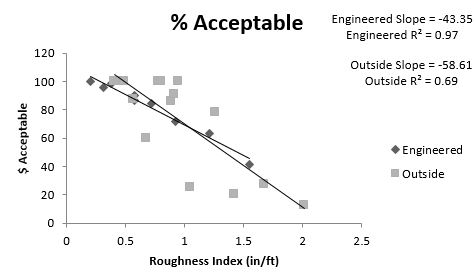 % Acceptable
Engineered Slope = -43.35
Engineered R² = 0.97
Outside Slope = -58.61
Outside R² = 0.69
$ Acceptable
120
100
80
60
40
20
0
0
0.5
1
1.5
2
2.5
Roughness Index (in/ft)
Engineered
Outside